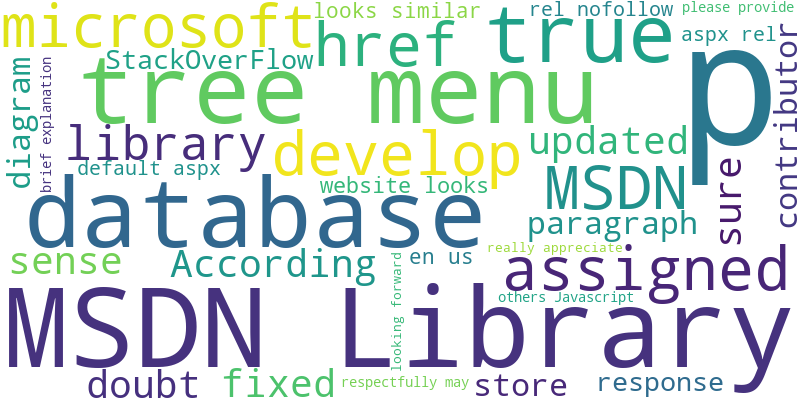 microsoft
looks similar
rel nofollow
please provide
href
true
aspx rel
contributor
StackOverFlow
tree menu
p
diagram
brief explanation
library
develop
updated
default aspx
website looks
MSDN
sure
database
paragraph
sense
According
en us
really appreciate
assigned
looking forward
others Javascript
MSDN Library
doubt
fixed
respectfully may
store
response